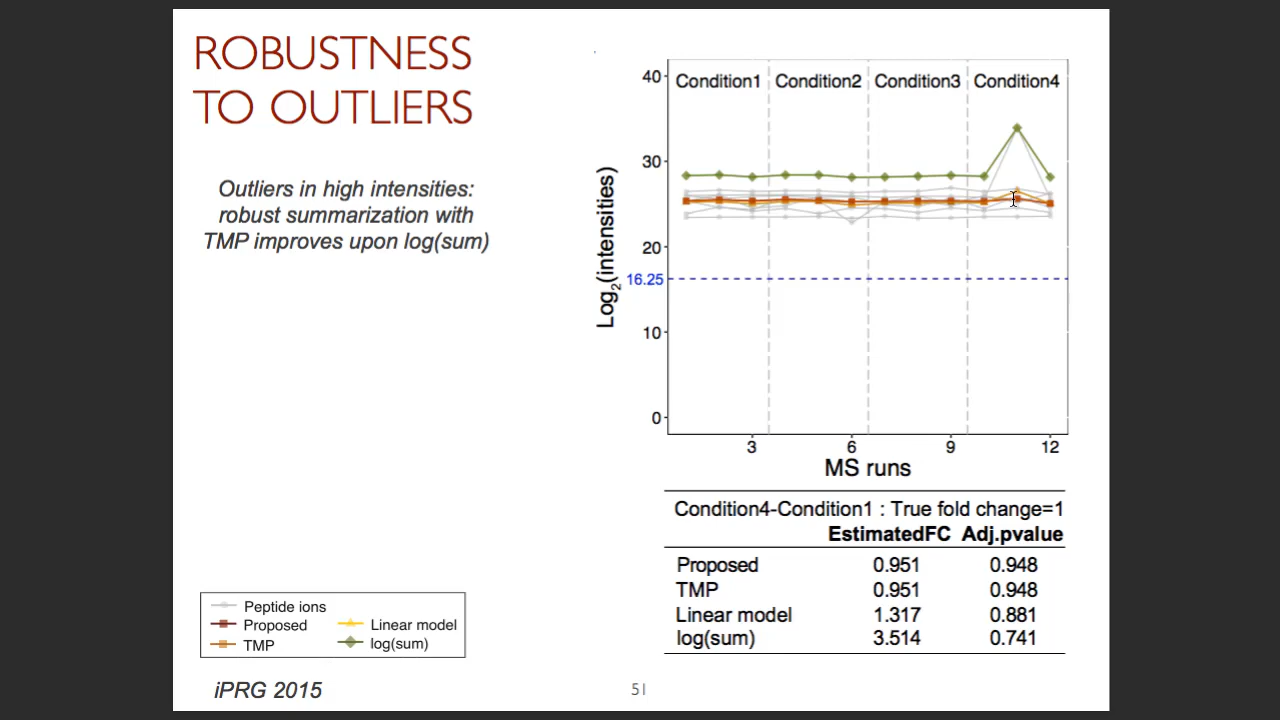 ROBUSTNESS
TO OUTLIERS
Outliers in high intensities:
robust summarization with
TMP improves upon log(sum)
40
30
20
16.25
10
0
Log2(intensities)
Condition1 Condition2 Condition3 Condition4
3 6 9 12
MS runs
Condition4-Condition1 : True fold change=1
EstimatedFC Adj.pvalue
Proposed 0.951 0.948
TMP 0.951 0.948
Linear model 1.317 0.881
log(sum) 3.514 0.741
Peptide ions
Proposed Linear model
TMP log(sum)
iPRG 2015
51